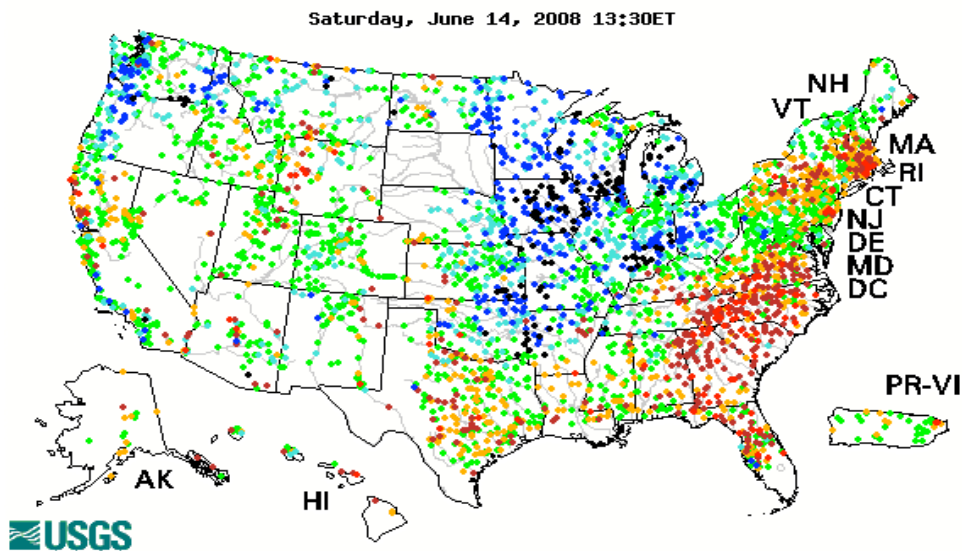 Saturday, June 14, 2008 13:30ET
NH
VT
MA
RI
CT
NJ
DE
MD
DC
PR-VI
AK
HI
USGS